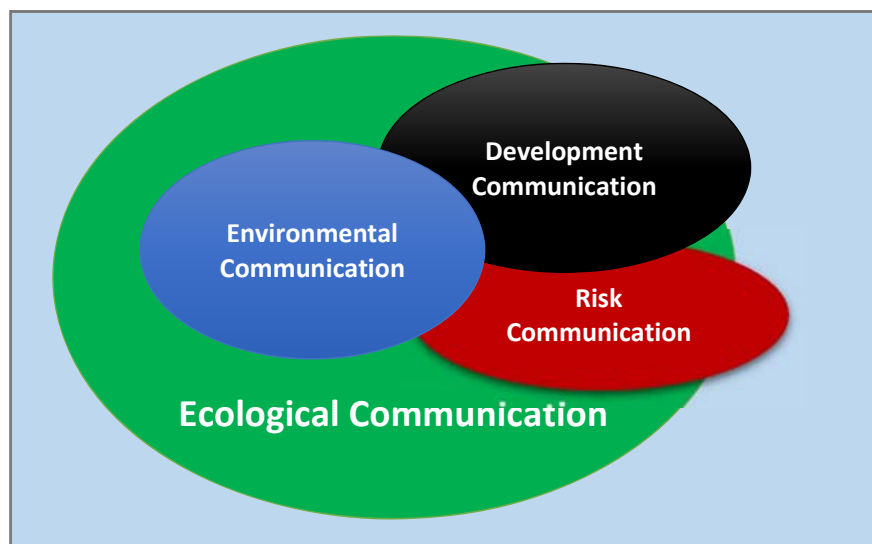 Development
Communication
Environmental
Communication
Risk
Communication
Ecological Communication